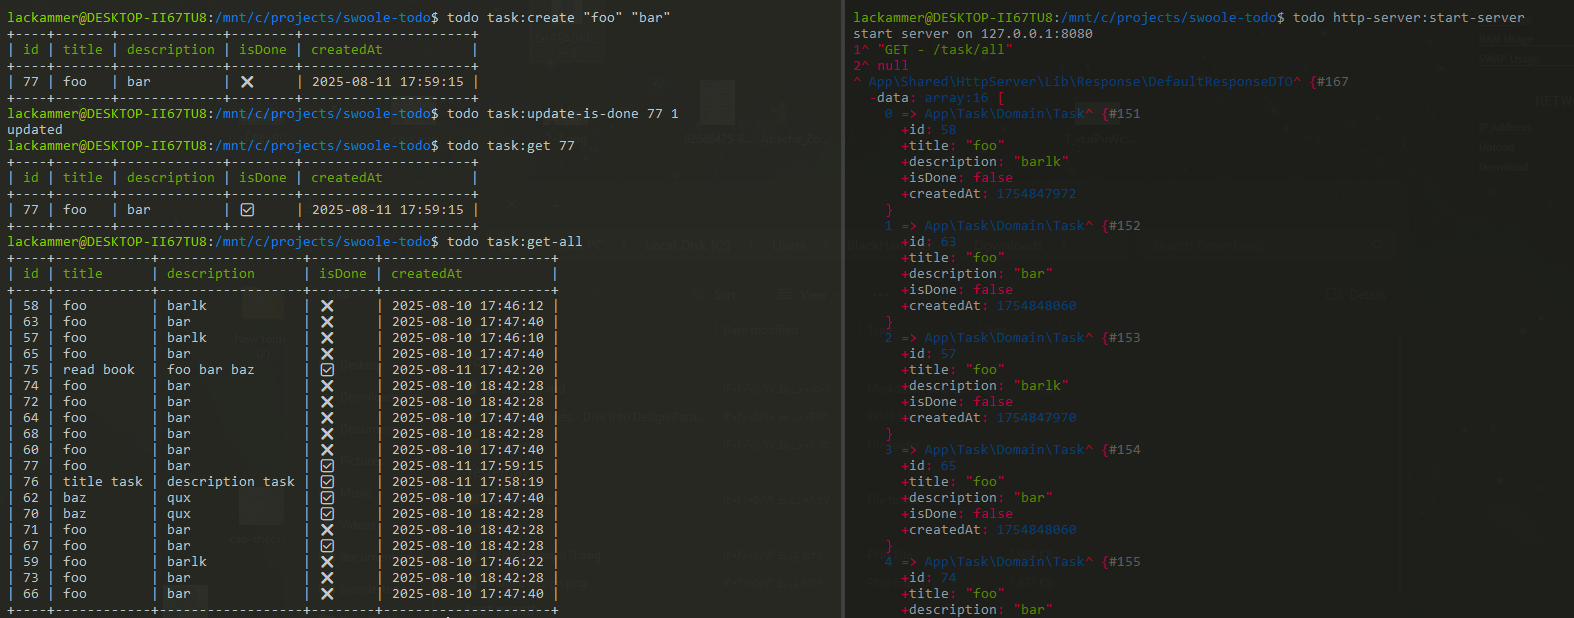 lackammer@DESKTOP-II67TU8:/mnt/c/projects/swoole-todo$ todo task:create "foo" "bar"
+----+-------+-------------+--------+---------------------+
| id | title | description | isDone | createdAt           |
+----+-------+-------------+--------+---------------------+
| 77 | foo   | bar         | ❌     | 2025-08-11 17:59:15 |
+----+-------+-------------+--------+---------------------+
lackammer@DESKTOP-II67TU8:/mnt/c/projects/swoole-todo$ todo task:update-is-done 77 1
updated
lackammer@DESKTOP-II67TU8:/mnt/c/projects/swoole-todo$ todo task:get 77
+----+-------+-------------+--------+---------------------+
| id | title | description | isDone | createdAt           |
+----+-------+-------------+--------+---------------------+
| 77 | foo   | bar         | ☑     | 2025-08-11 17:59:15 |
+----+-------+-------------+--------+---------------------+
lackammer@DESKTOP-II67TU8:/mnt/c/projects/swoole-todo$ todo task:get-all
+----+------------+------------------+--------+---------------------+
| id | title      | description      | isDone | createdAt           |
+----+------------+------------------+--------+---------------------+
| 58 | foo        | barlk            | ❌     | 2025-08-10 17:46:12 |
| 63 | foo        | bar              | ❌     | 2025-08-10 17:47:40 |
| 57 | foo        | barlk            | ❌     | 2025-08-10 17:46:10 |
| 65 | foo        | bar              | ❌     | 2025-08-10 17:47:40 |
| 75 | read book  | foo bar baz      | ☑     | 2025-08-11 17:42:20 |
| 74 | foo        | bar              | ❌     | 2025-08-10 18:42:28 |
| 72 | foo        | bar              | ❌     | 2025-08-10 18:42:28 |
| 64 | foo        | bar              | ❌     | 2025-08-10 17:47:40 |
| 68 | foo        | bar              | ❌     | 2025-08-10 18:42:28 |
| 60 | foo        | bar              | ❌     | 2025-08-10 17:47:40 |
| 77 | foo        | bar              | ☑     | 2025-08-11 17:59:15 |
| 76 | title task | description task | ☑     | 2025-08-11 17:58:19 |
| 62 | baz        | qux              | ☑     | 2025-08-10 17:47:40 |
| 70 | baz        | qux              | ☑     | 2025-08-10 18:42:28 |
| 71 | foo        | bar              | ❌     | 2025-08-10 18:42:28 |
| 67 | foo        | bar              | ☑     | 2025-08-10 18:42:28 |
| 59 | foo        | barlk            | ❌     | 2025-08-10 17:46:22 |
| 73 | foo        | bar              | ❌     | 2025-08-10 18:42:28 |
| 66 | foo        | bar              | ❌     | 2025-08-10 17:47:40 |
+----+------------+------------------+--------+---------------------+
lackammer@DESKTOP-II67TU8:/mnt/c/projects/swoole-todo$ todo http-server:start-server
start server on 127.0.0.1:8080
1^ "GET - /task/all"
2^ null
^ App\Shared\HttpServer\Lib\Response\DefaultResponseDTO^ {#167
  -data: array:16 [
    0 => App\Task\Domain\Task^ {#151
      +id: 58
      +title: "foo"
      +description: "barlk"
      +isDone: false
      +createdAt: 1754847972
    }
    1 => App\Task\Domain\Task^ {#152
      +id: 63
      +title: "foo"
      +description: "bar"
      +isDone: false
      +createdAt: 1754848060
    }
    2 => App\Task\Domain\Task^ {#153
      +id: 57
      +title: "foo"
      +description: "barlk"
      +isDone: false
      +createdAt: 1754847970
    }
    3 => App\Task\Domain\Task^ {#154
      +id: 65
      +title: "foo"
      +description: "bar"
      +isDone: false
      +createdAt: 1754848060
    }
    4 => App\Task\Domain\Task^ {#155
      +id: 74
      +title: "foo"
      +description: "bar"